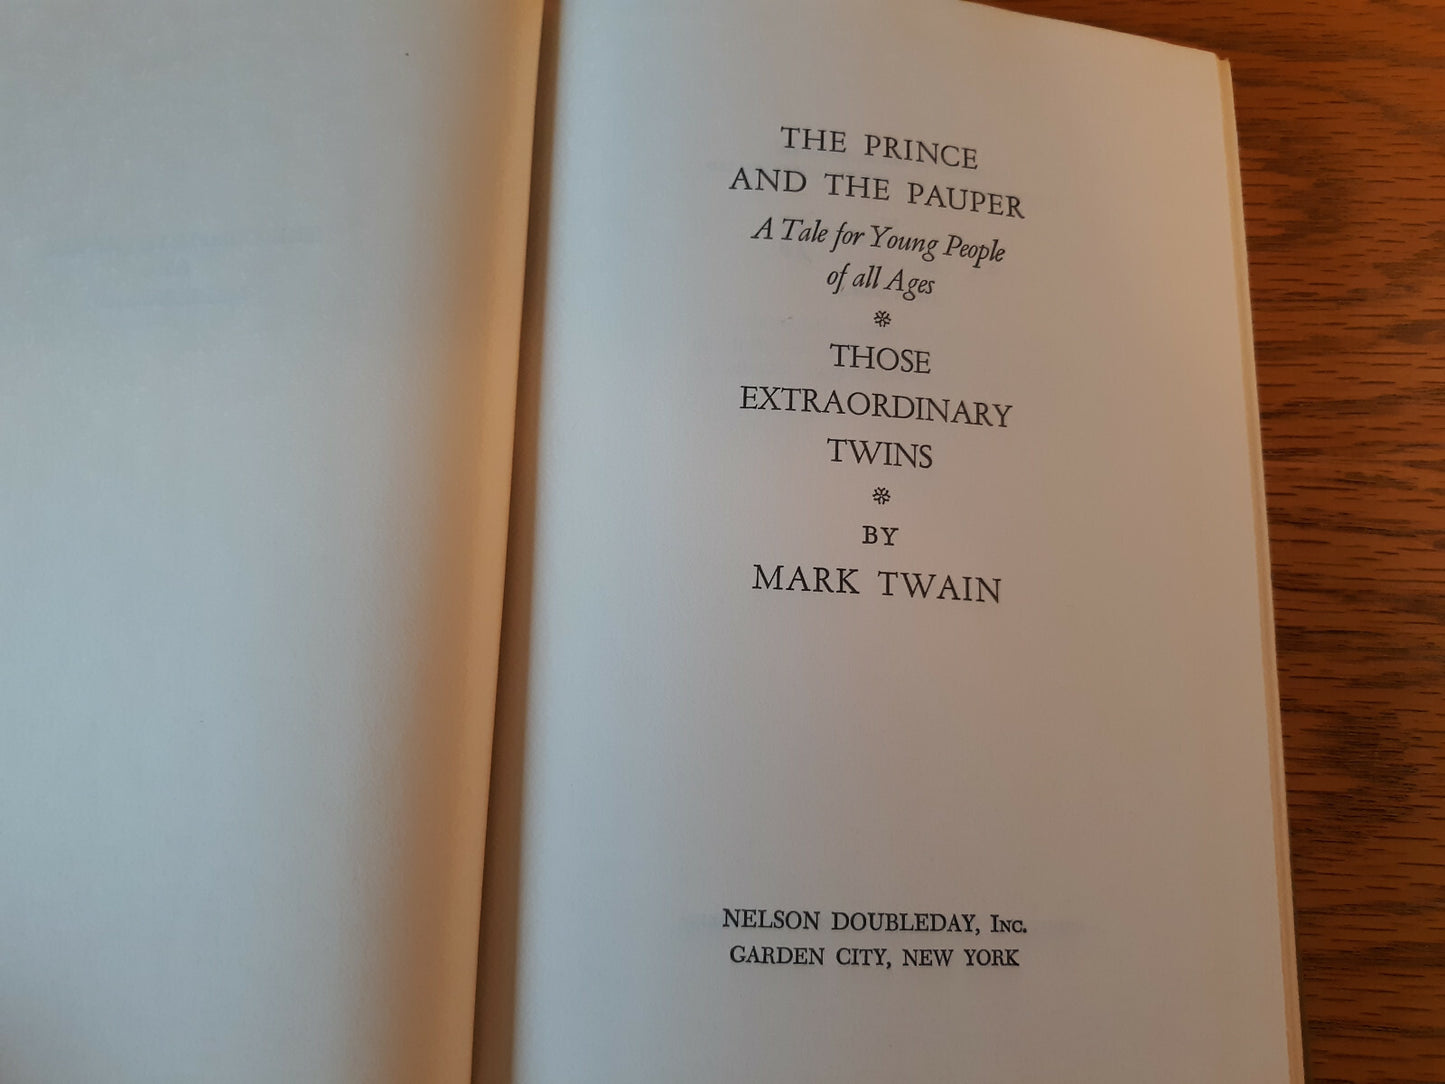 THE PRINCE
AND THE PAUPER
A Tale for Young People
of all Ages
THOSE
EXTRAORDINARY
TWINS
BY
MARK TWAIN
NELSON DOUBLEDAY, INC.
GARDEN CITY, NEW YORK